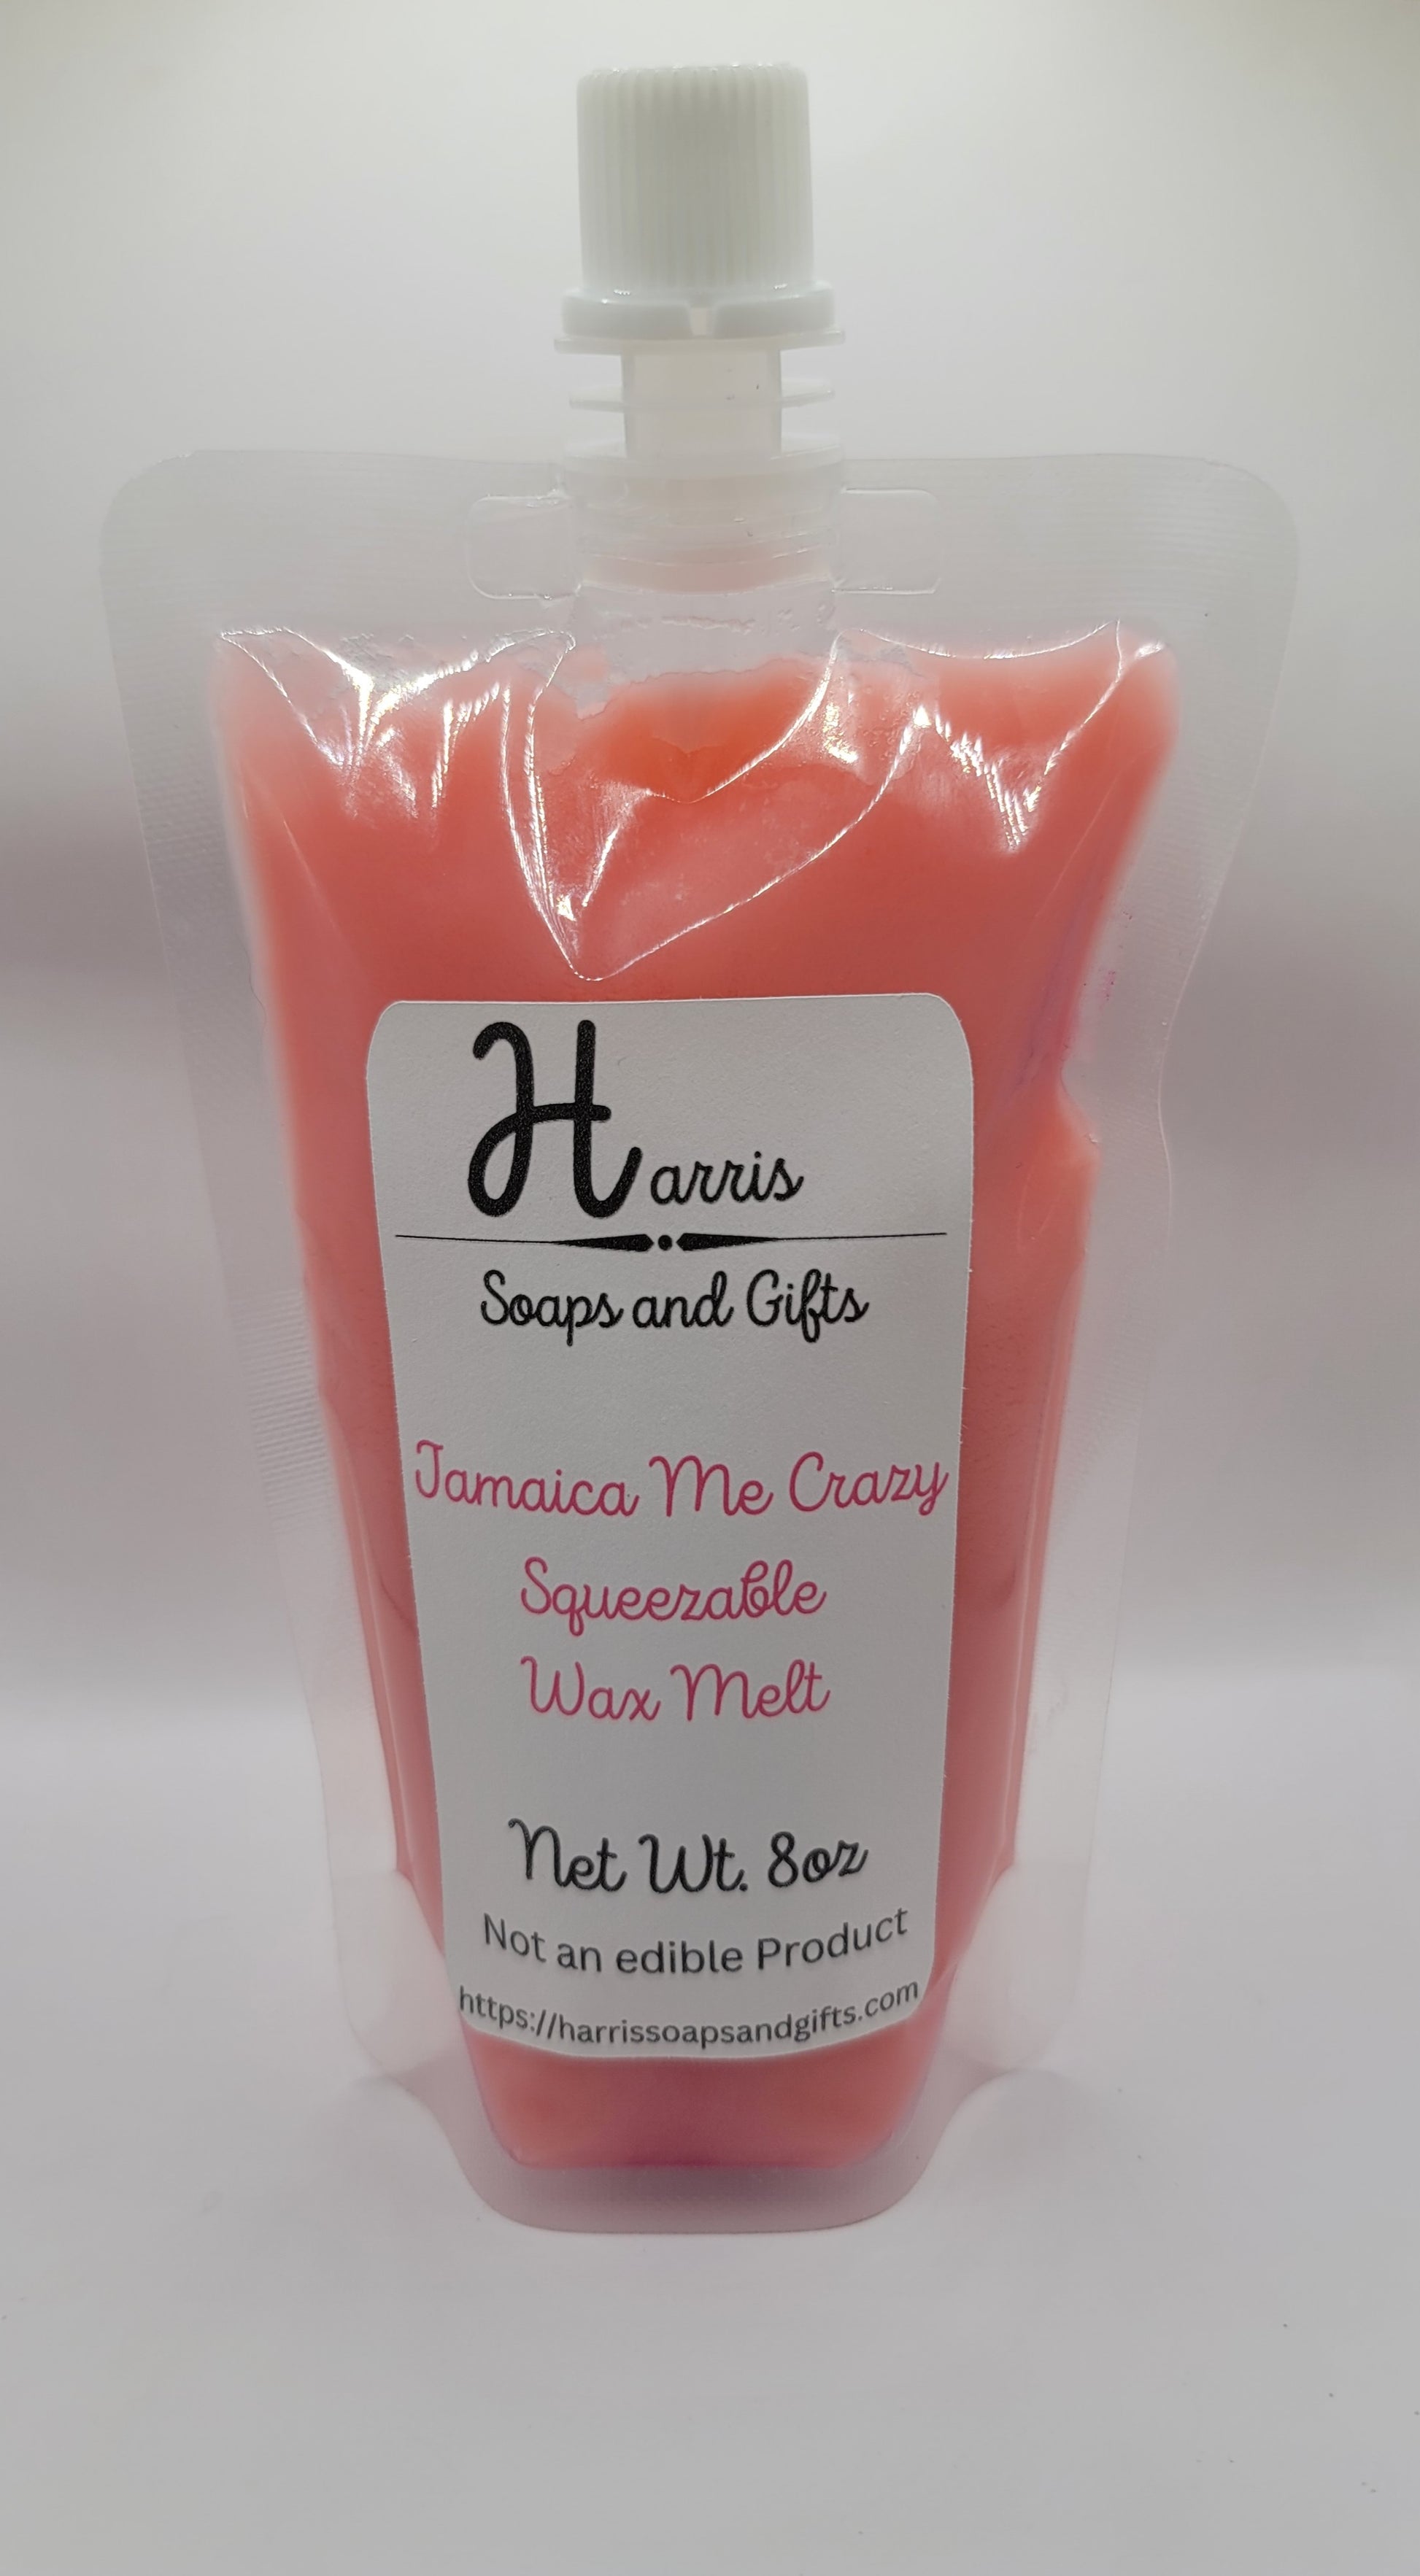 Harris
Soaps and Gifts
Jamaica Me Crazy
Squeezable
Wax Melt
Net Wt. 8oz
Not an edible Product
https://harrissoapsandgifts.com